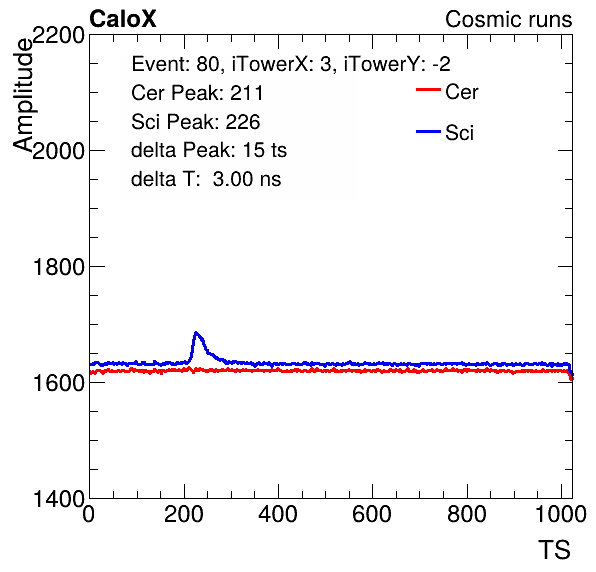 CaloX Cosmic runs
Amplitude
2200
2000
1800
1600
1400
Event: 80, iTowerX: 3, iTowerY: -2
Cer Peak: 211
Sci Peak: 226
delta Peak: 15 ts
delta T:  3.00 ns
Cer
Sci
0 200 400 600 800 1000
TS